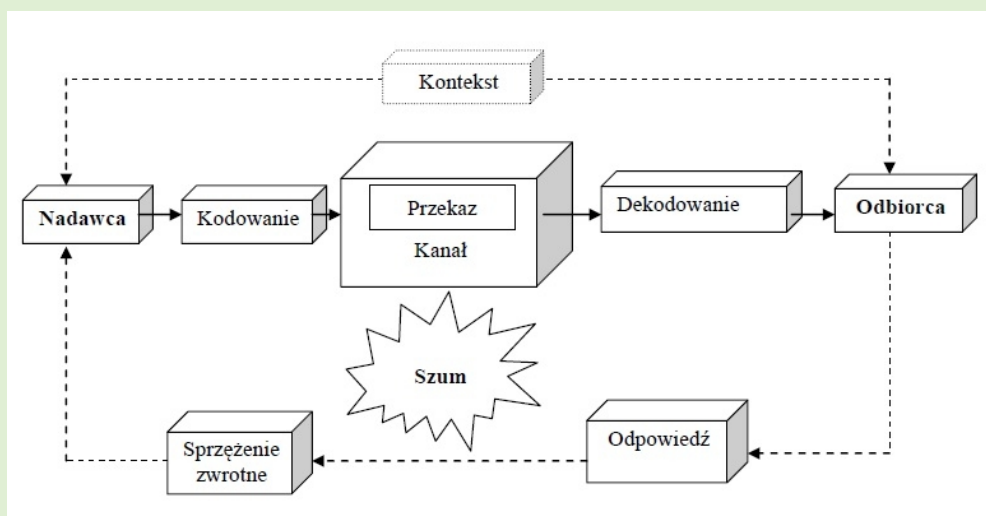 Kontekst
Nadawca
Kodowanie
Przekaz
Kanał
Dekodowanie
Odbiorca
Szum
Sprzężenie
zwrotne
Odpowiedź